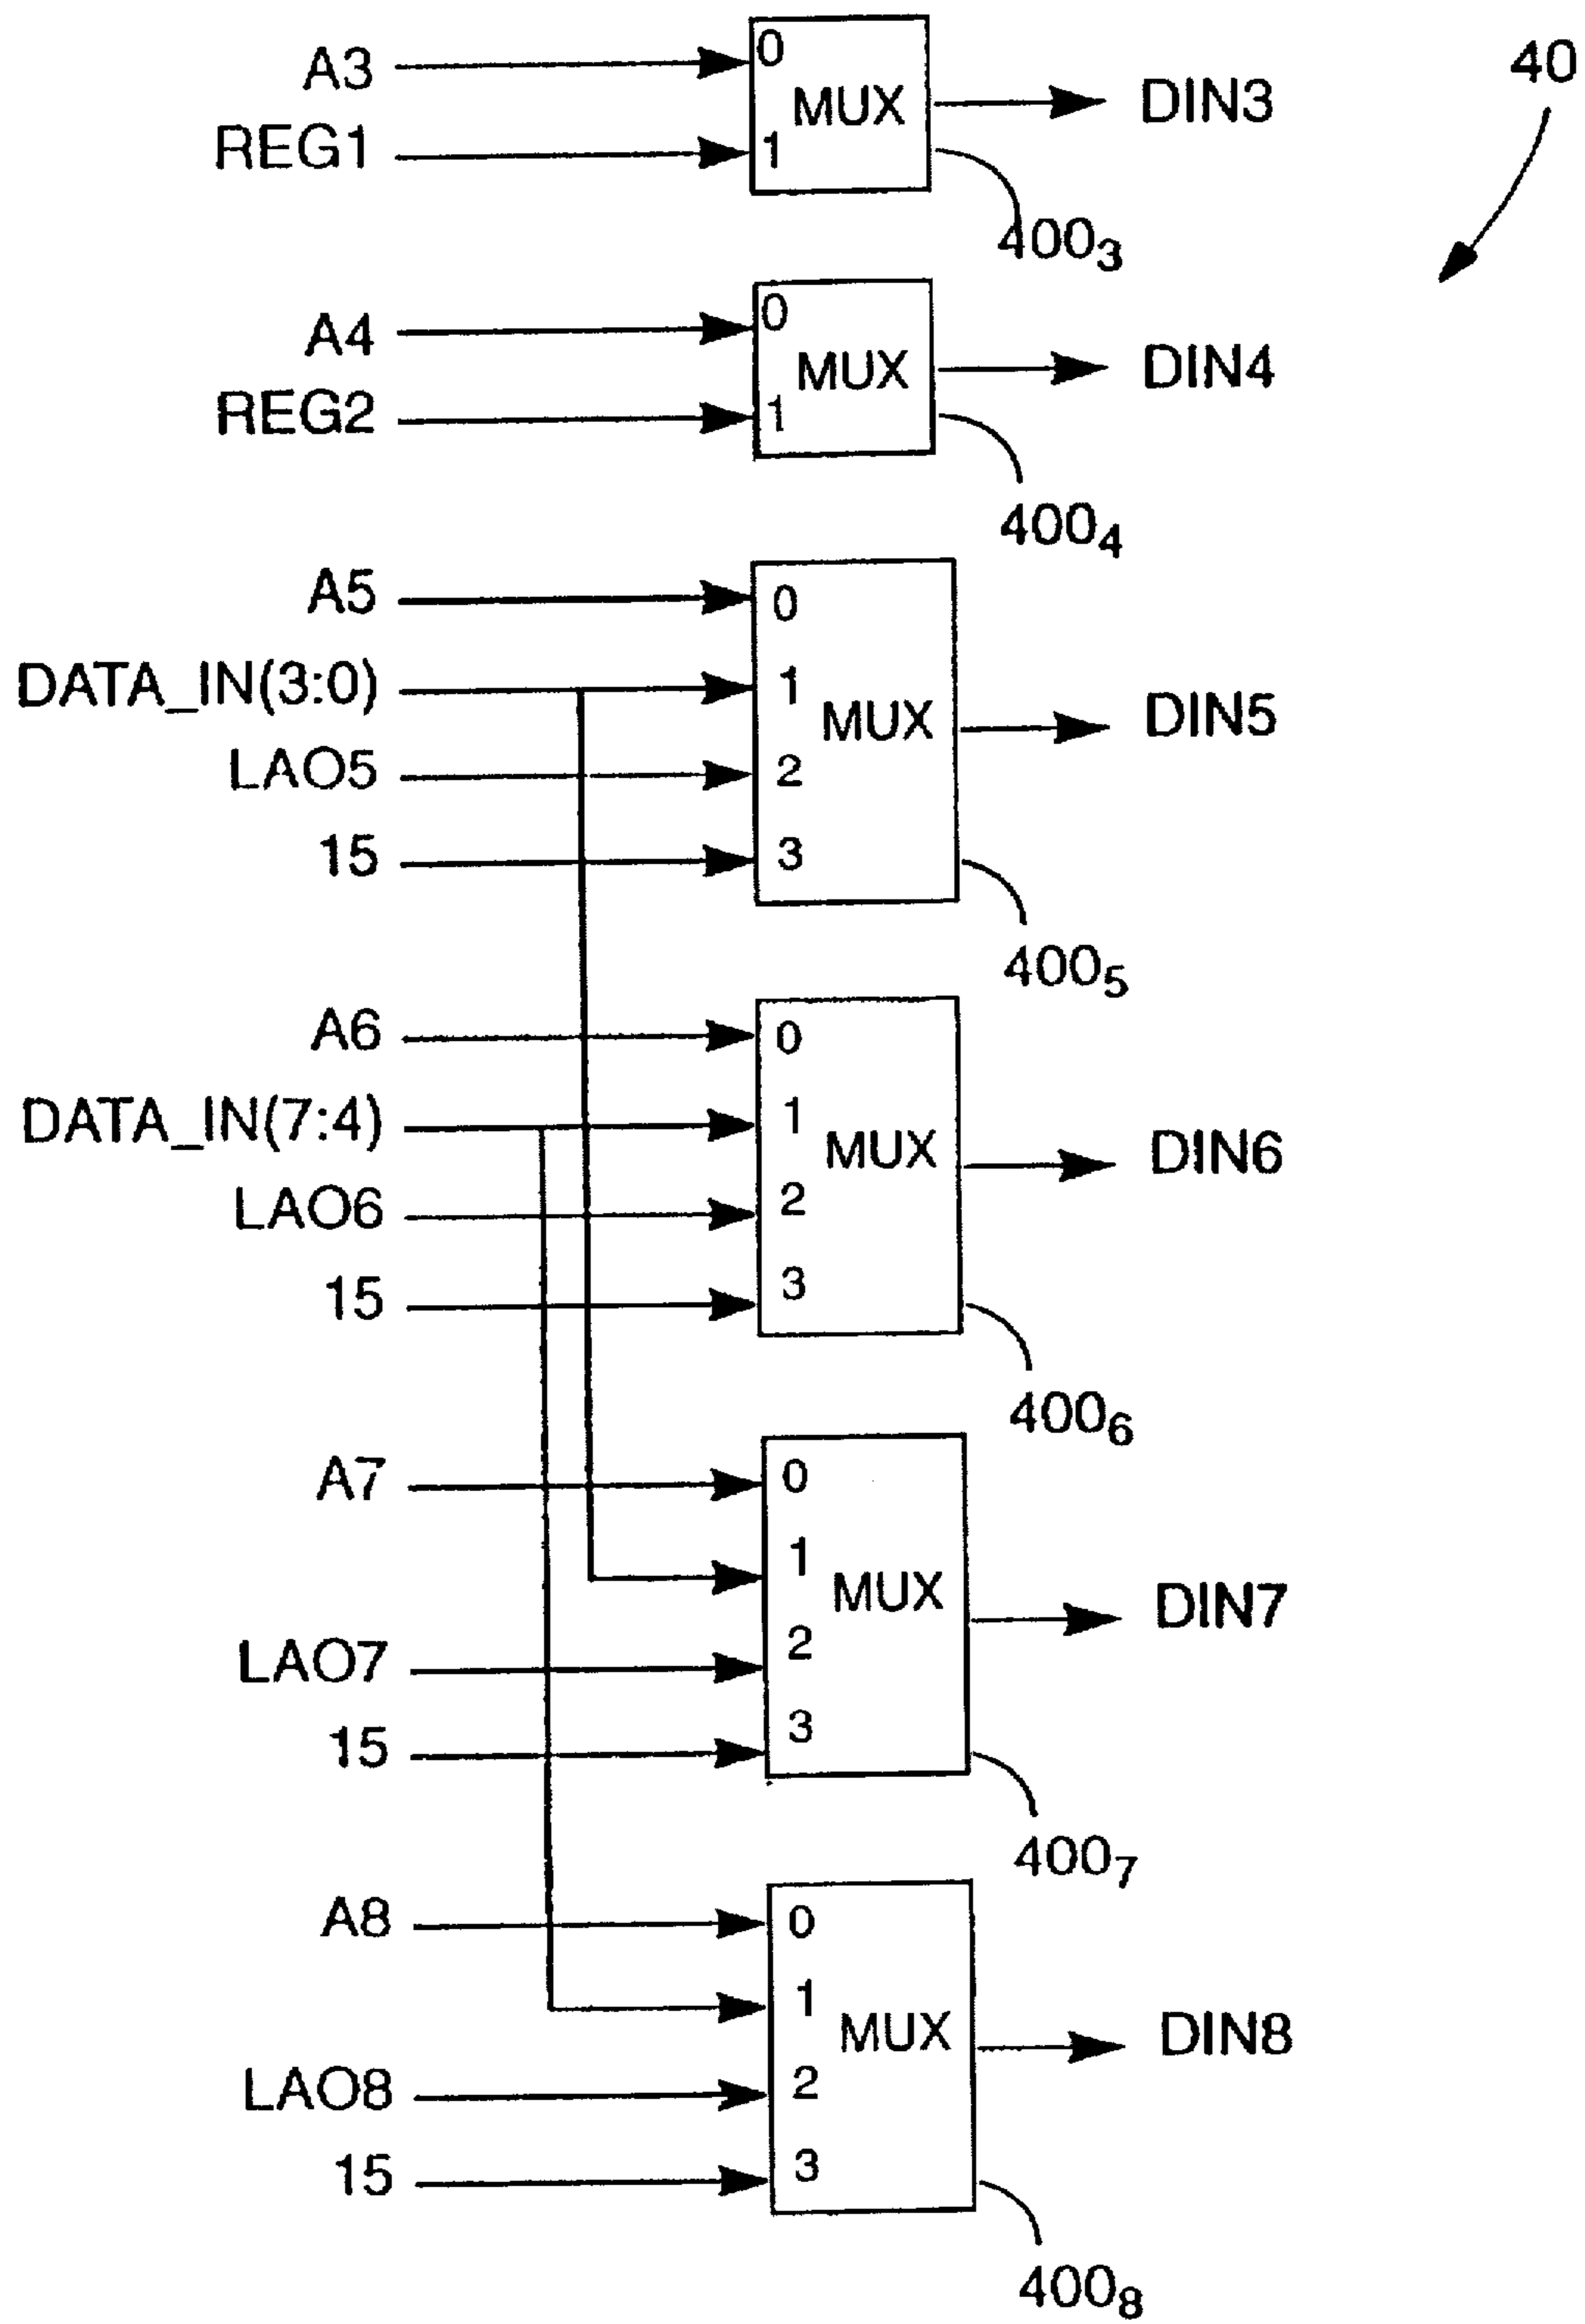 40
A3
0
MUX
DIN3
REG1
1
400₃
A4
0
MUX
DIN4
REG2
1
400₄
A5
0
DATA_IN(3:0)
1
MUX
DIN5
LAO5
2
15
3
400₅
A6
0
DATA_IN(7:4)
1
MUX
DIN6
LAO6
2
15
3
400₆
A7
0
1
MUX
DIN7
LAO7
2
15
3
400₇
A8
0
1
MUX
DIN8
LAO8
2
15
3
400₈